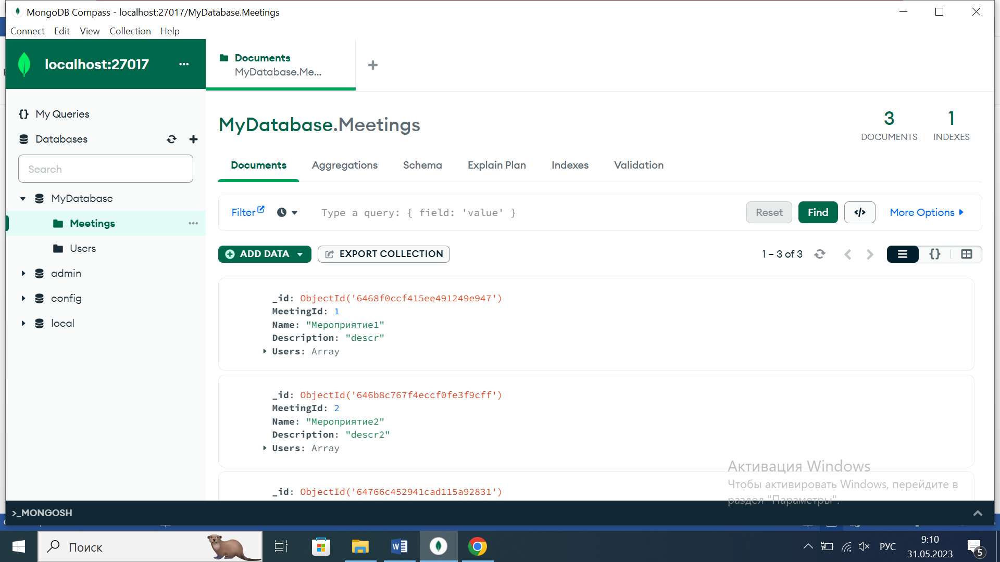 MongoDB Compass - localhost:27017/MyDatabase.Meetings
Connect Edit View Collection Help
localhost:27017
Documents
MyDatabase.Me...
My Queries
Databases
Search
MyDatabase
Meetings
Users
admin
config
local
MyDatabase.Meetings
3
DOCUMENTS
1
INDEXES
Documents Aggregations Schema Explain Plan Indexes Validation
Filter
Type a query: { field: 'value' }
Reset Find </> More Options
ADD DATA EXPORT COLLECTION
1 – 3 of 3
_id: ObjectId('6468f0ccf415ee491249e947')
MeetingId: 1
Name: "Мероприятие1"
Description: "descr"
Users: Array
_id: ObjectId('646b8c767f4eccf0fe3f9cff')
MeetingId: 2
Name: "Мероприятие2"
Description: "descr2"
Users: Array
_id: ObjectId('64766c452941cad115a92831')
Активация Windows
Чтобы активировать Windows, перейдите в
раздел "Параметры".
>_MONGOSH
Поиск
РУС
9:10
31.05.2023
5